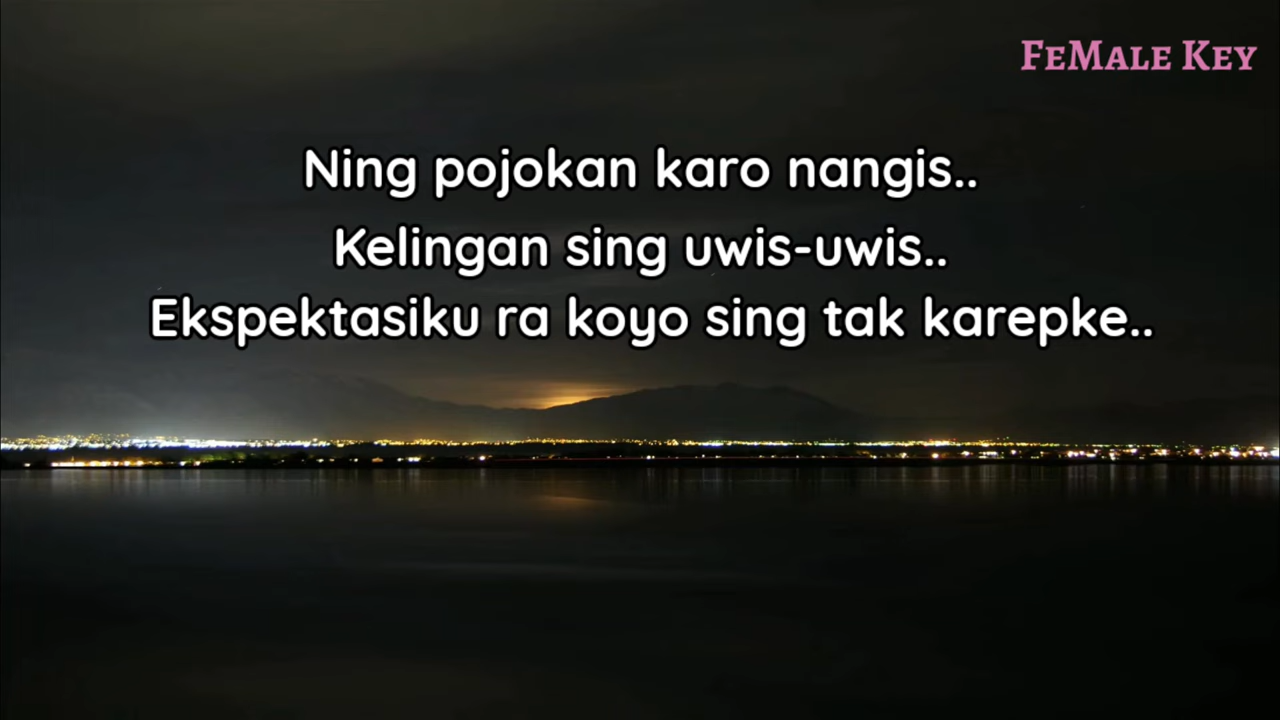 FeMale Key
Ning pojokan karo nangis..
Kelingan sing uwis-uwis..
Ekspektasiku ra koyo sing tak karepke..